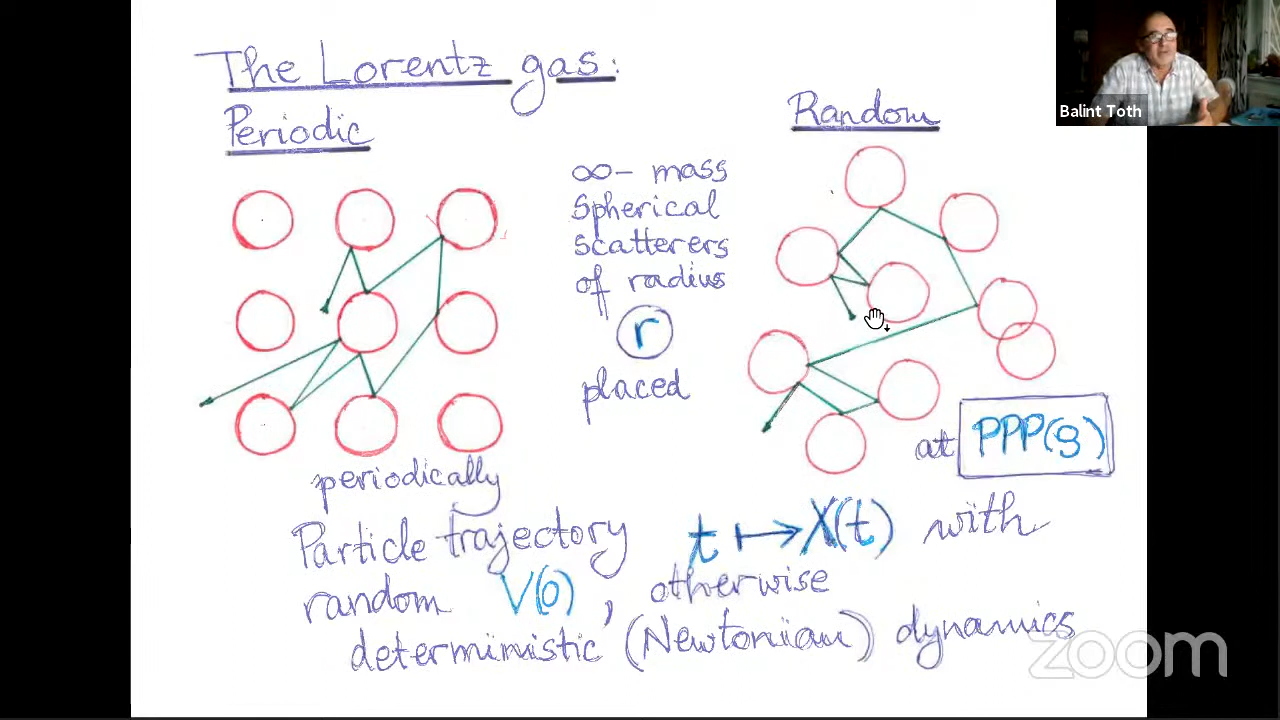 The Lorentz gas:
Periodic
Random
∞- mass
Spherical
scatterers
of radius
r
placed
at PPP(ϱ)
periodically
Particle trajectory t ↦ X(t) with
random V(0), otherwise
deterministic (Newtonian) dynamics
Balint Toth
zoom